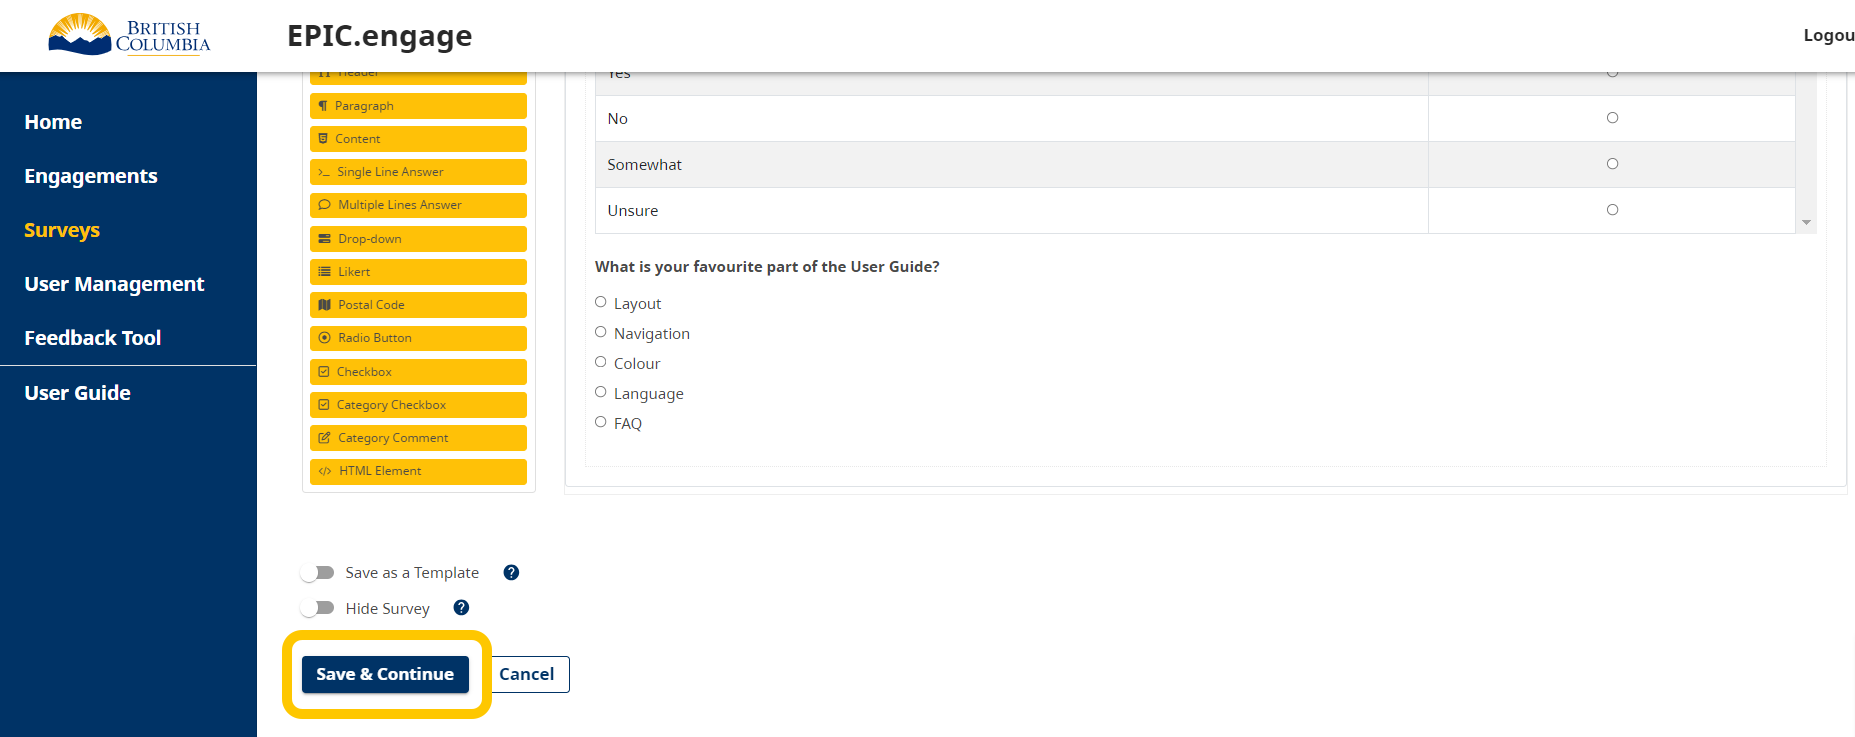 BRITISH
COLUMBIA
EPIC.engage
Logou
Home
Engagements
Surveys
User Management
Feedback Tool
User Guide
Header
Paragraph
Content
Single Line Answer
Multiple Lines Answer
Drop-down
Likert
Postal Code
Radio Button
Checkbox
Category Checkbox
Category Comment
HTML Element
Yes
No
Somewhat
Unsure
What is your favourite part of the User Guide?
Layout
Navigation
Colour
Language
FAQ
Save as a Template
Hide Survey
Save & Continue
Cancel